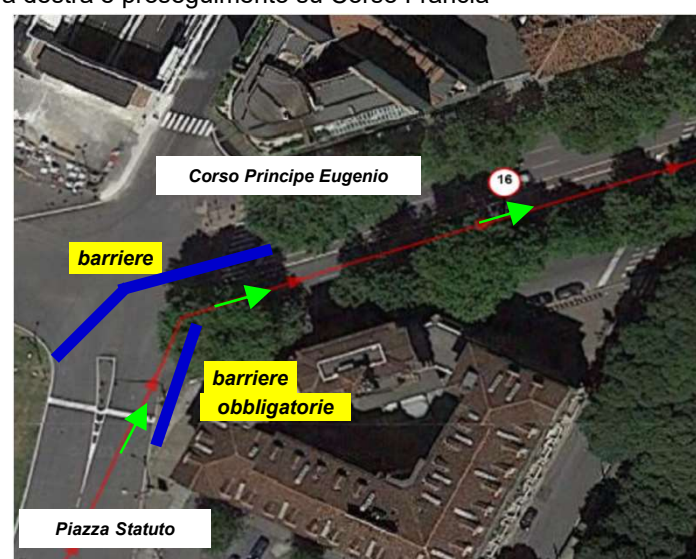 a destra e proseguimento su Corso Francia
Corso Principe Eugenio
16
barriere
barriere
obbligatorie
Piazza Statuto